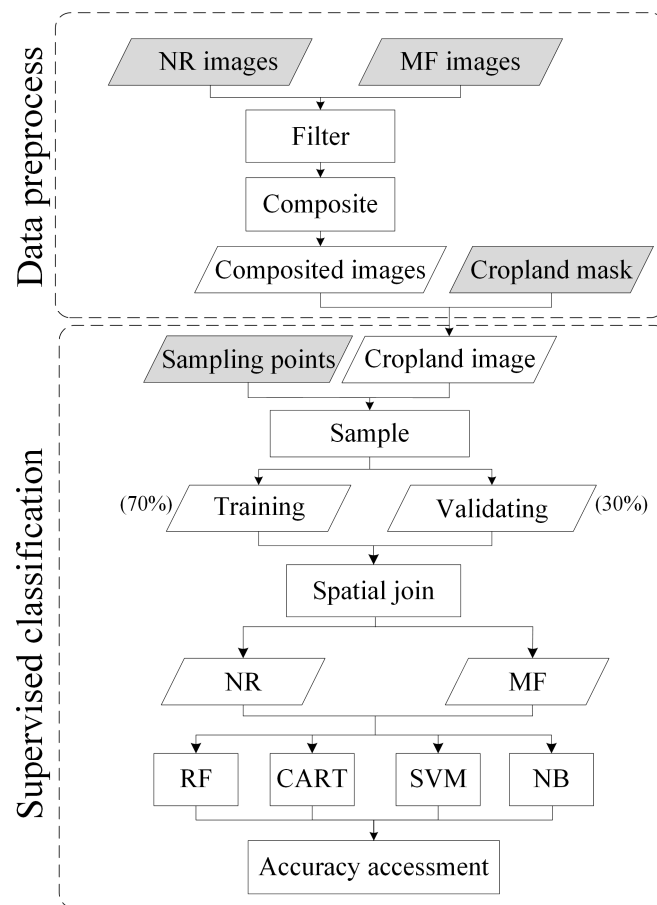 Data preprocess
NR images
MF images
Filter
Composite
Composited images
Cropland mask
Supervised classification
Sampling points
Cropland image
Sample
(70%)
Training
Validating
(30%)
Spatial join
NR
MF
RF
CART
SVM
NB
Accuracy accessment